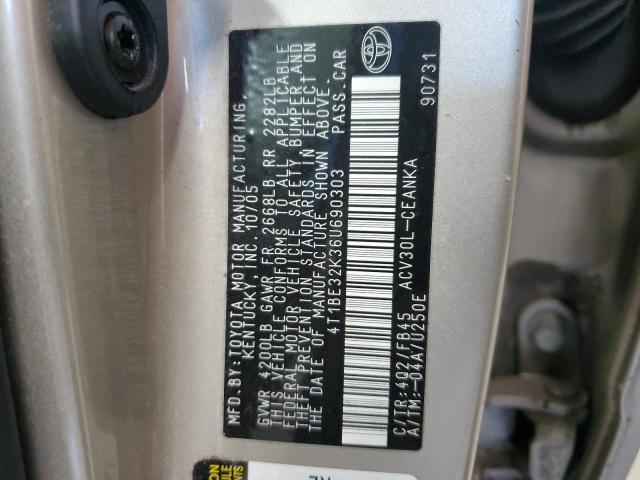 MFD. BY: TOYOTA MOTOR MANUFACTURING,
KENTUCKY, INC 10/05
GVWR 4200LB GAWR FR 2668LB RR 2282LB
THIS VEHICLE CONFORMS TO ALL APPLICABLE
FEDERAL MOTOR VEHICLE SAFETY, BUMPER, AND
THEFT PREVENTION STANDARDS IN EFFECT ON
THE DATE OF MANUFACTURE SHOWN ABOVE.
4T1BE32K36U690303 PASS.CAR
C/TR:4Q2/FB45 ACV30L-CEANKA
A/TM:-04A/U250E 90731